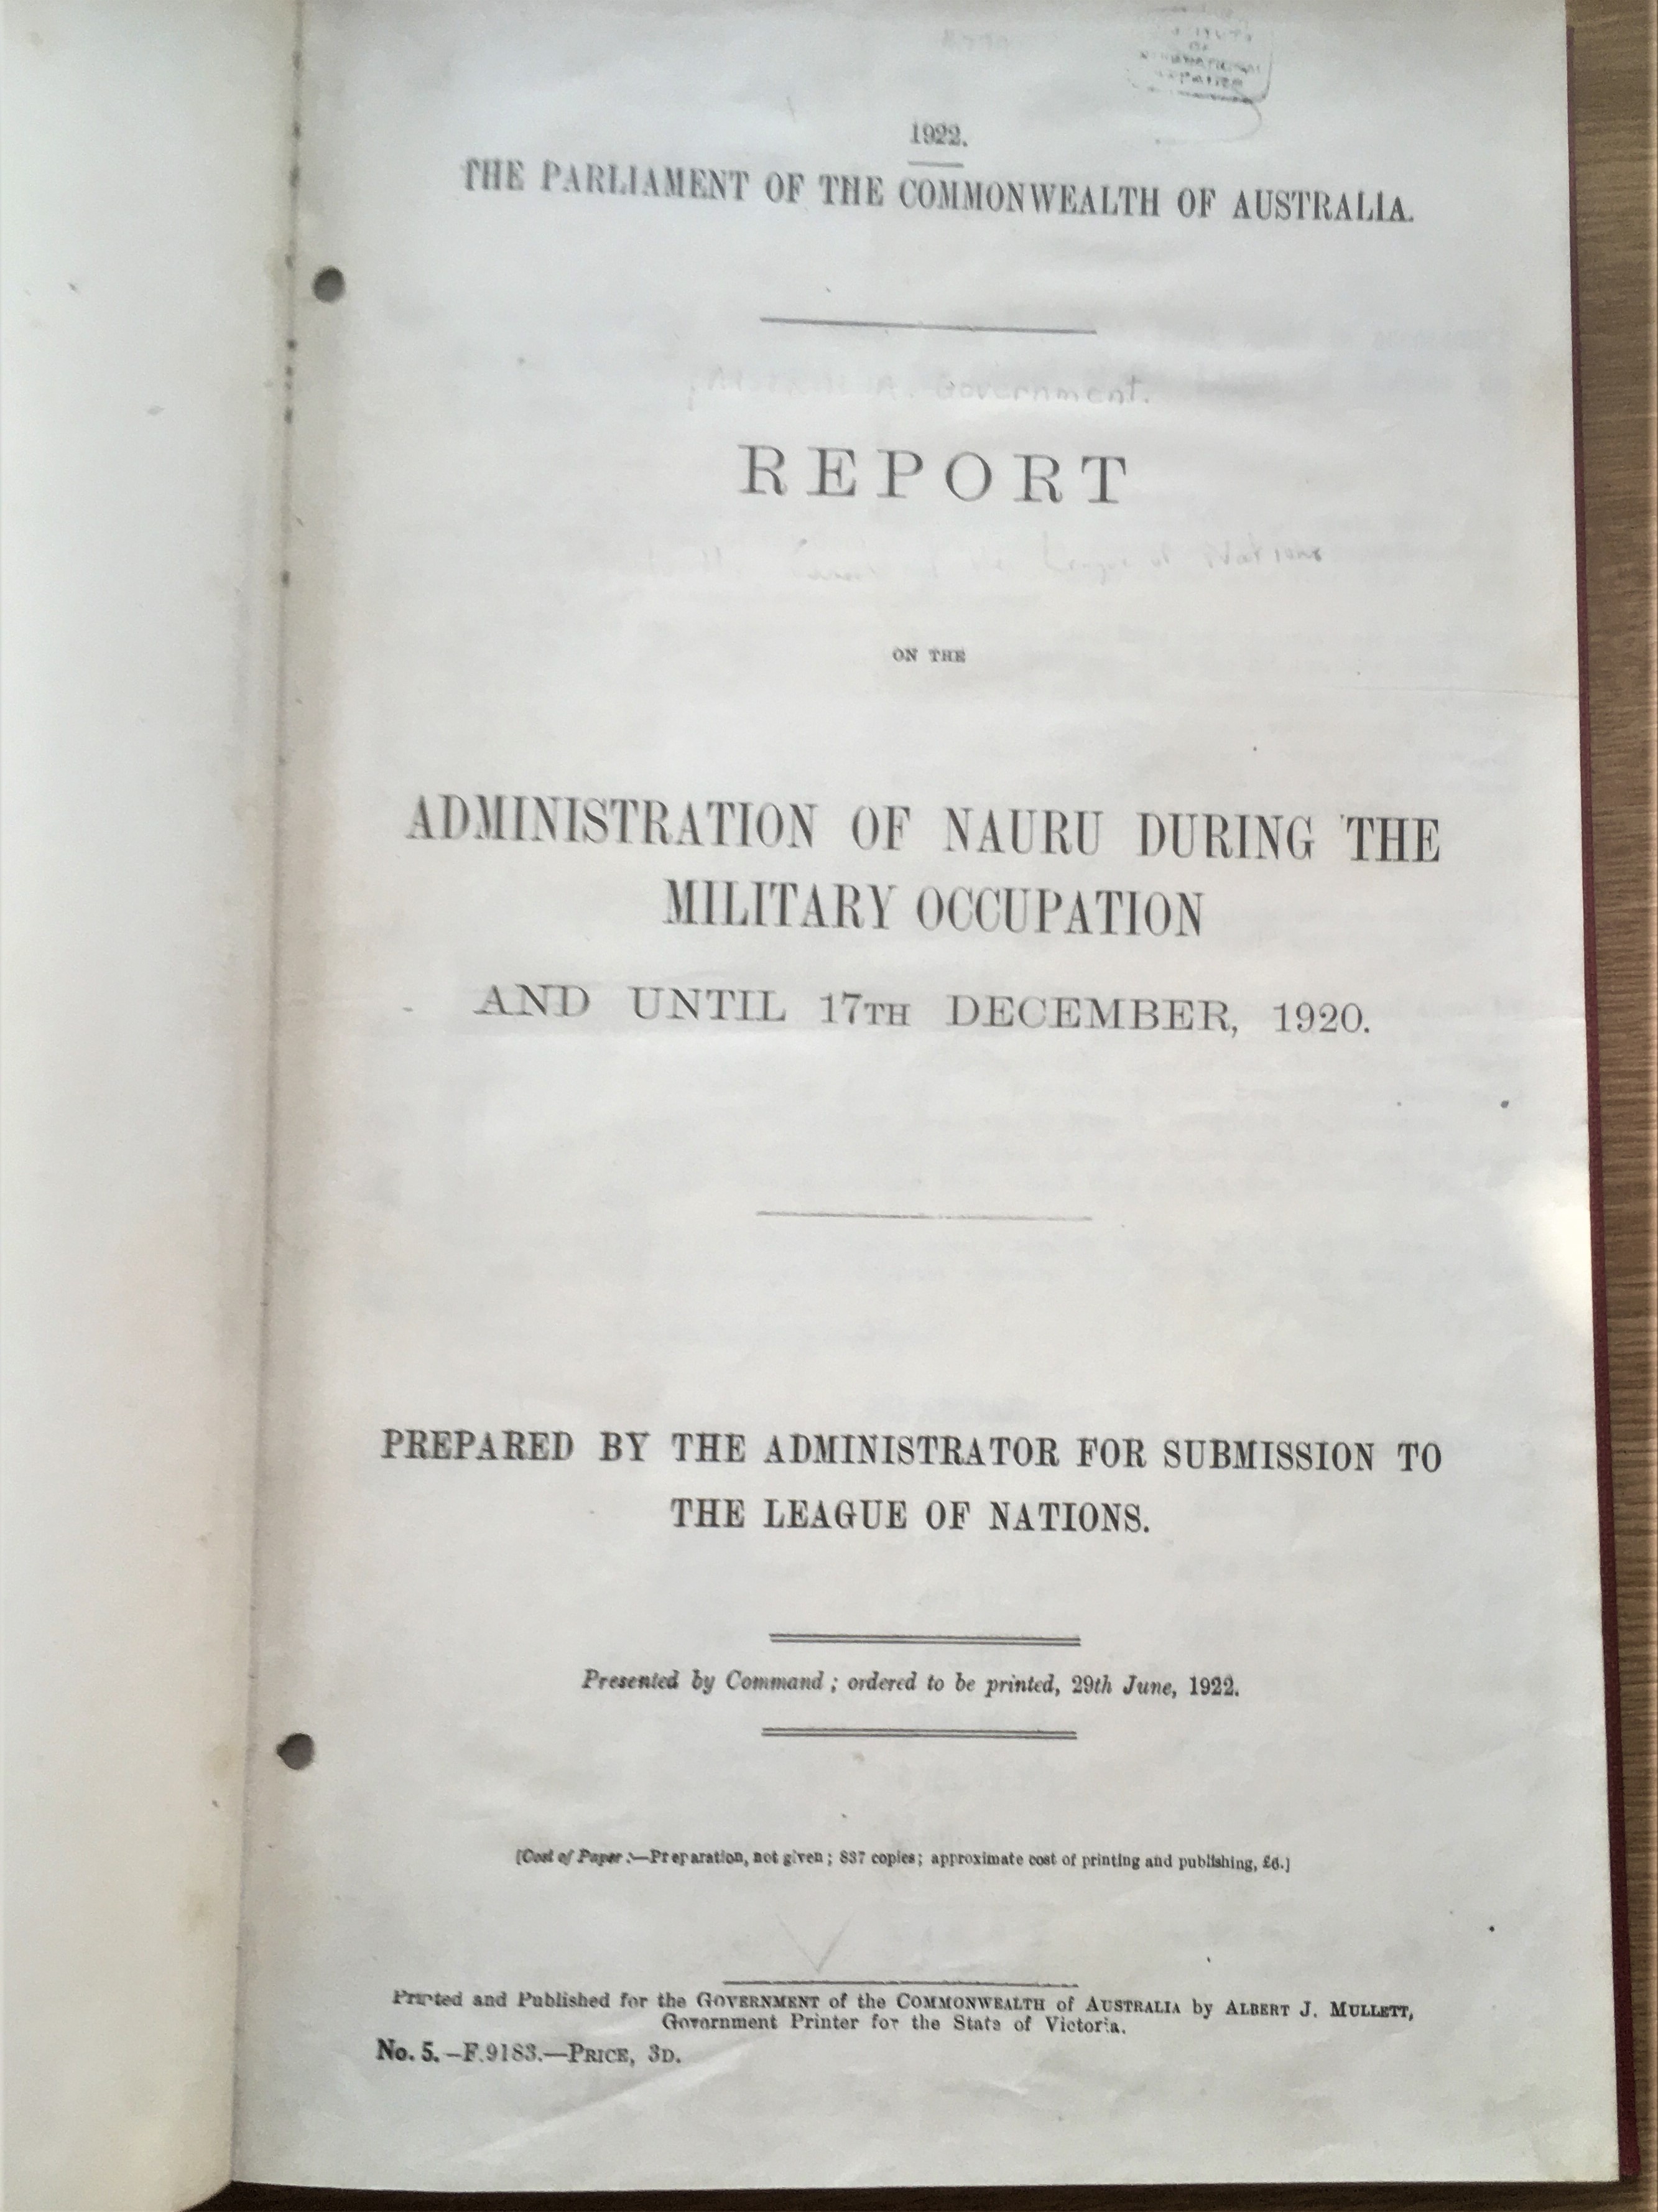 1922.
THE PARLIAMENT OF THE COMMONWEALTH OF AUSTRALIA.
Government.
REPORT
League of Nations
ON THE
ADMINISTRATION OF NAURU DURING THE
MILITARY OCCUPATION
AND UNTIL 17TH DECEMBER, 1920.
PREPARED BY THE ADMINISTRATOR FOR SUBMISSION TO
THE LEAGUE OF NATIONS.
Presented by Command ; ordered to be printed, 29th June, 1922.
[Cost of Paper :—Preparation, not given ; 837 copies ; approximate cost of printing and publishing, £6.]
Printed and Published for the GOVERNMENT of the COMMONWEALTH of AUSTRALIA by ALBERT J. MULLETT,
Government Printer for the State of Victoria.
No. 5.—F.9183.—PRICE, 3D.